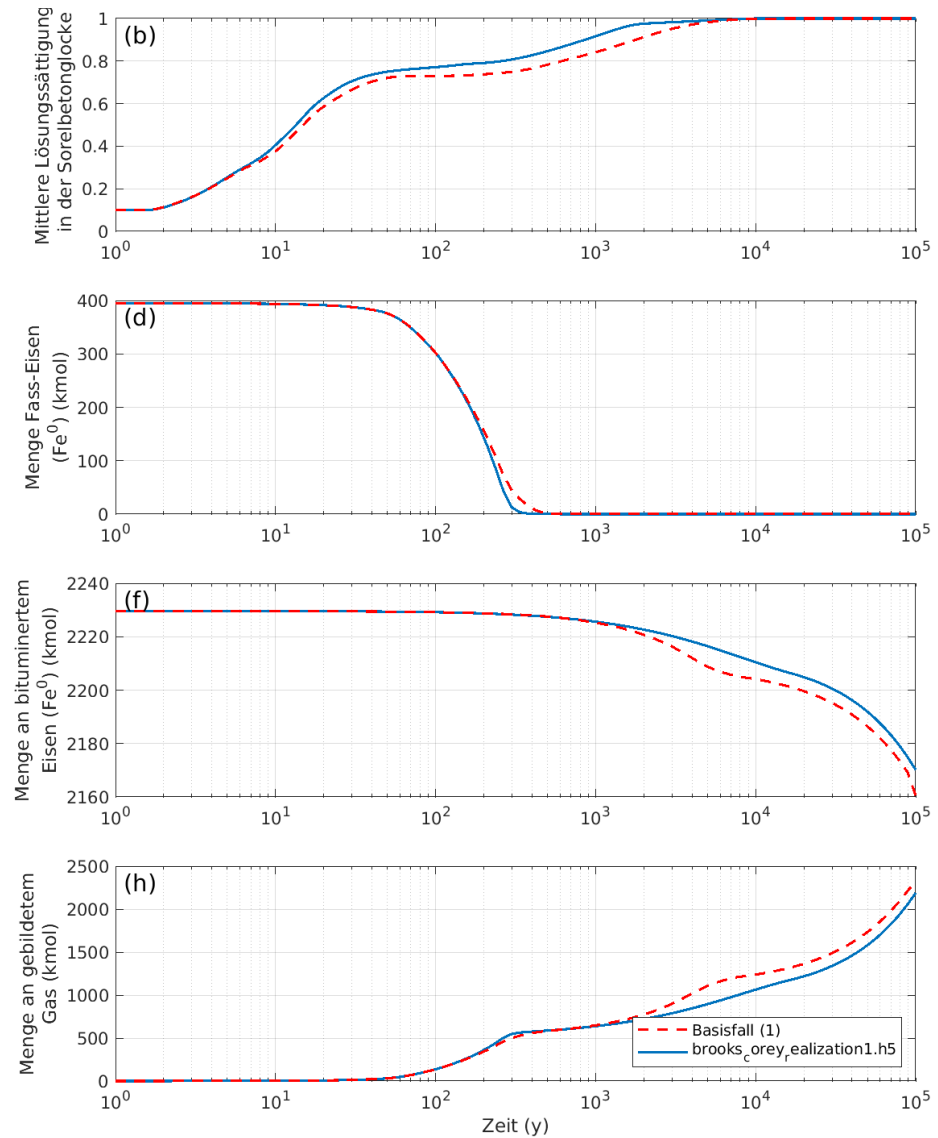 (b)
Mittlere Lösungssättigung
in der Sorelbetonglocke
1
0.8
0.6
0.4
0.2
0
10^0 10^1 10^2 10^3 10^4 10^5
(d)
Menge Fass-Eisen
(Fe^0) (kmol)
400
300
200
100
0
10^0 10^1 10^2 10^3 10^4 10^5
(f)
Menge an bituminertem
Eisen (Fe^0) (kmol)
2240
2220
2200
2180
2160
10^0 10^1 10^2 10^3 10^4 10^5
(h)
Menge an gebildetem
Gas (kmol)
2500
2000
1500
1000
500
0
Basisfall (1)
brooks_corey_realization1.h5
10^0 10^1 10^2 10^3 10^4 10^5
Zeit (y)